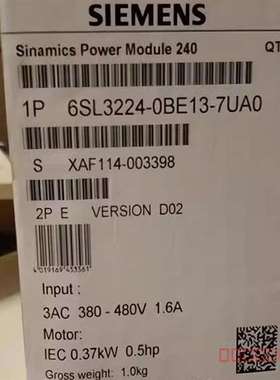 SIEMENS
Sinamics Power Module 240 QT
1P 6SL3224-0BE13-7UA0
S XAF114-003398
2P E VERSION D02
4019169453361
Input :
3AC 380 - 480V 1.6A
Motor:
IEC 0.37kW 0.5hp
Gross weight: 1.0kg